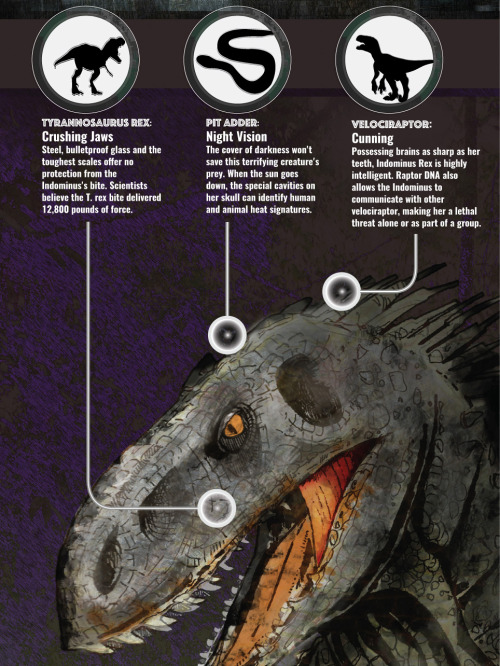 TYRANNOSAURUS REX:
Crushing Jaws
Steel, bulletproof glass and the
toughest scales offer no
protection from the
Indominus's bite. Scientists
believe the T. rex bite delivered
12,800 pounds of force.
PIT ADDER:
Night Vision
The cover of darkness won't
save this terrifying creature's
prey. When the sun goes
down, the special cavities on
her skull can identify human
and animal heat signatures.
VELOCIRAPTOR:
Cunning
Possessing brains as sharp as her
teeth, Indominus Rex is highly
intelligent. Raptor DNA also
allows the Indominus to
communicate with other
velociraptor, making her a lethal
threat alone or as part of a group.